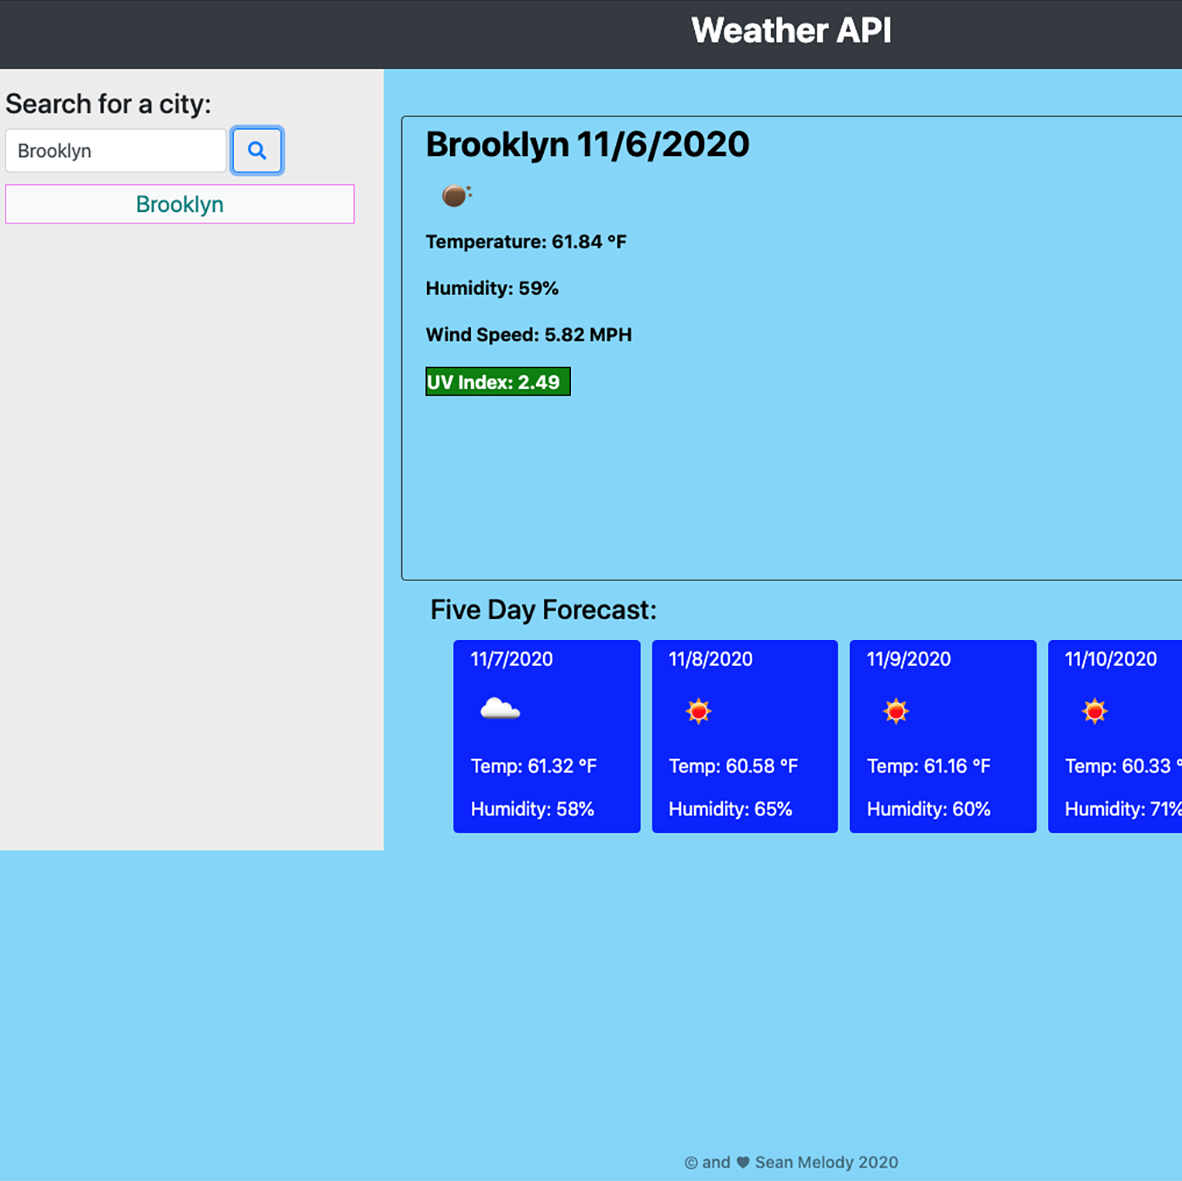 Weather API
Search for a city:
Brooklyn
Brooklyn
Brooklyn 11/6/2020
Temperature: 61.84 °F
Humidity: 59%
Wind Speed: 5.82 MPH
UV Index: 2.49
Five Day Forecast:
11/7/2020
Temp: 61.32 °F
Humidity: 58%
11/8/2020
Temp: 60.58 °F
Humidity: 65%
11/9/2020
Temp: 61.16 °F
Humidity: 60%
11/10/2020
Temp: 60.33 °
Humidity: 71%
© and ♥ Sean Melody 2020